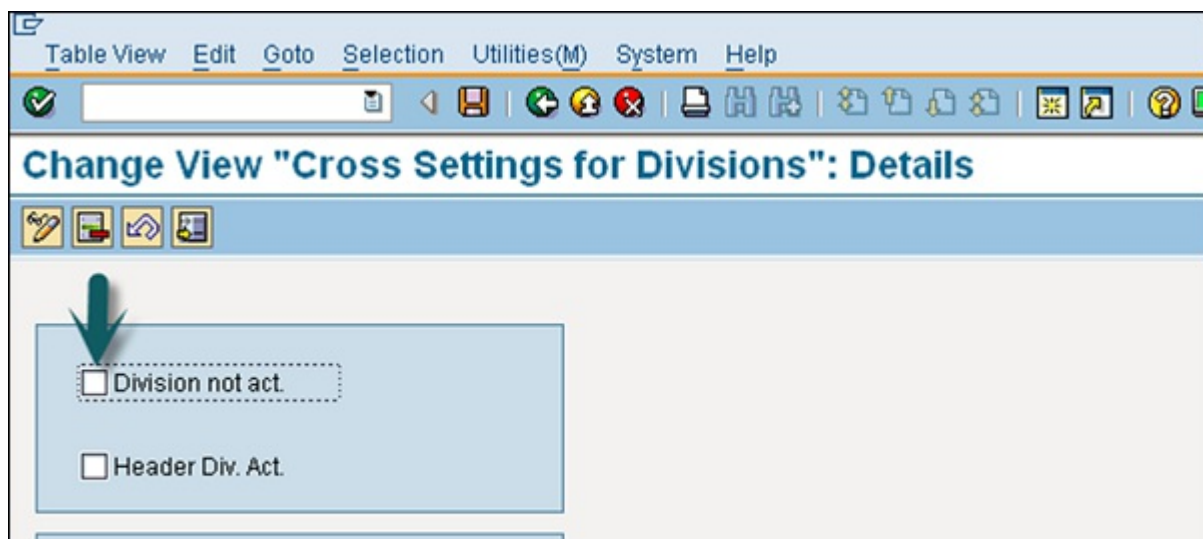 Table View Edit Goto Selection Utilities(M) System Help
Change View "Cross Settings for Divisions": Details
Division not act.
Header Div. Act.